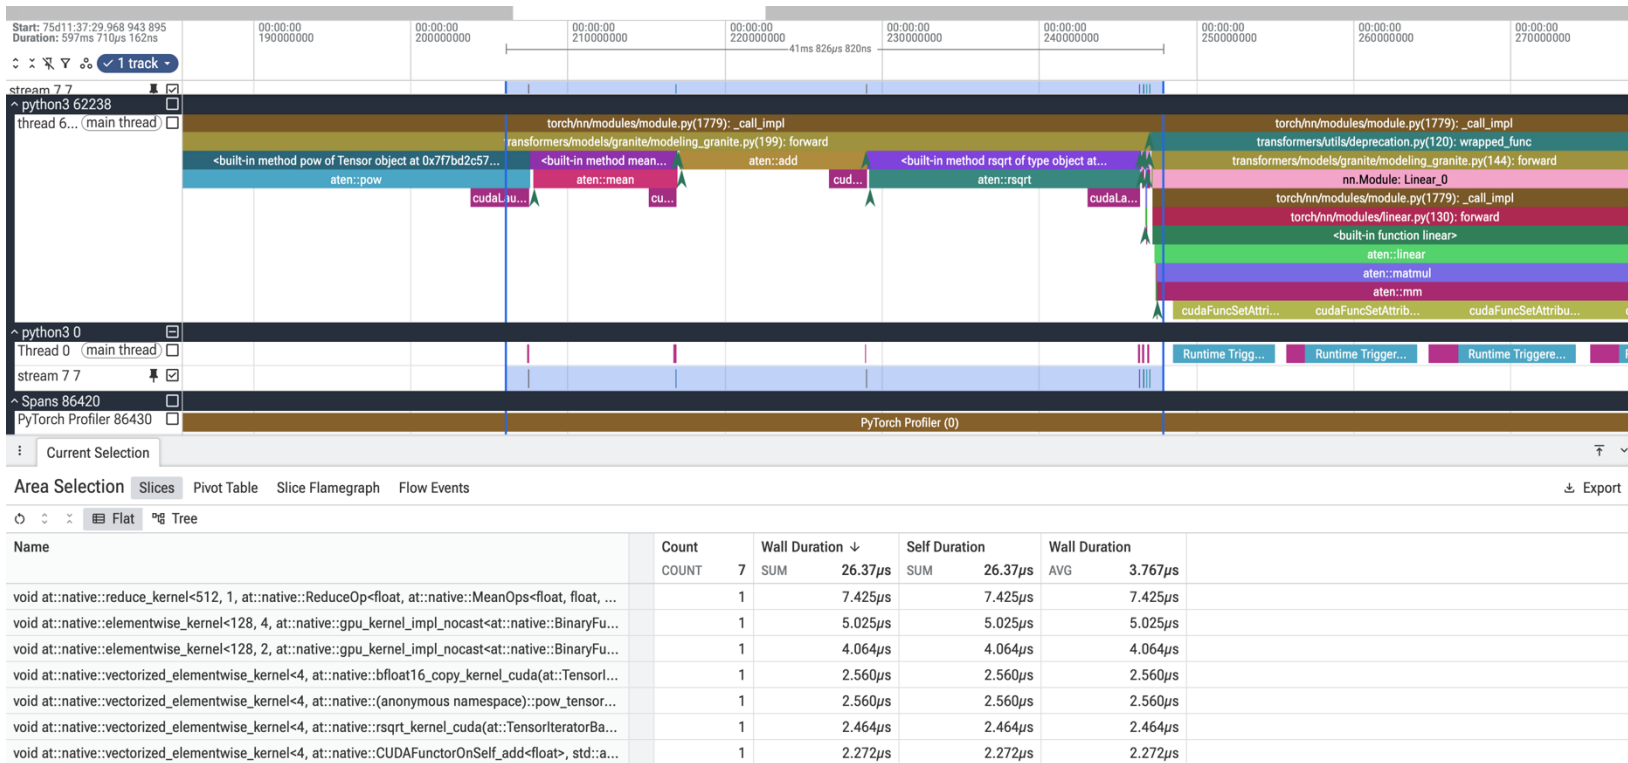 Start: 75d11:37:29.968 943 895
Duration: 597ms 710µs 162ns
00:00:00 00:00:00 00:00:00 00:00:00 00:00:00 00:00:00 00:00:00 00:00:00 00:00:00
190000000 200000000 210000000 220000000 230000000 240000000 250000000 260000000 270000000
41ms 826µs 820ns
1 track
stream 7 7
python3 62238
thread 6... (main thread) torch/nn/modules/module.py(1779): _call_impl torch/nn/modules/module.py(1779): _call_impl
transformers/models/granite/modeling_granite.py(199): forward transformers/utils/deprecation.py(120): wrapped_func
<built-in method pow of Tensor object at 0x7f7bd2c57... <built-in method mean... aten::add <built-in method rsqrt of type object at... transformers/models/granite/modeling_granite.py(144): forward
aten::pow aten::mean cud... aten::rsqrt nn.Module: Linear_0
cudaLau... cu... cudaLa... torch/nn/modules/module.py(1779): _call_impl
torch/nn/modules/linear.py(130): forward
<built-in function linear>
aten::linear
aten::matmul
aten::mm
cudaFuncSetAttri... cudaFuncSetAttrib... cudaFuncSetAttribu...
python3 0
Thread 0 (main thread) Runtime Trigg... Runtime Trigger... Runtime Triggere...
stream 7 7
Spans 86420
PyTorch Profiler 86430 PyTorch Profiler (0)
Current Selection
Area Selection Slices Pivot Table Slice Flamegraph Flow Events Export
Flat Tree
Name Count Wall Duration Self Duration Wall Duration
COUNT 7 SUM 26.37µs SUM 26.37µs AVG 3.767µs
void at::native::reduce_kernel<512, 1, at::native::ReduceOp<float, at::native::MeanOps<float, float, ... 1 7.425µs 7.425µs 7.425µs
void at::native::elementwise_kernel<128, 4, at::native::gpu_kernel_impl_nocast<at::native::BinaryFu... 1 5.025µs 5.025µs 5.025µs
void at::native::elementwise_kernel<128, 2, at::native::gpu_kernel_impl_nocast<at::native::BinaryFu... 1 4.064µs 4.064µs 4.064µs
void at::native::vectorized_elementwise_kernel<4, at::native::bfloat16_copy_kernel_cuda(at::TensorI... 1 2.560µs 2.560µs 2.560µs
void at::native::vectorized_elementwise_kernel<4, at::native::(anonymous namespace)::pow_tensor... 1 2.560µs 2.560µs 2.560µs
void at::native::vectorized_elementwise_kernel<4, at::native::rsqrt_kernel_cuda(at::TensorIteratorBa... 1 2.464µs 2.464µs 2.464µs
void at::native::vectorized_elementwise_kernel<4, at::native::CUDAFunctorOnSelf_add<float>, std::a... 1 2.272µs 2.272µs 2.272µs